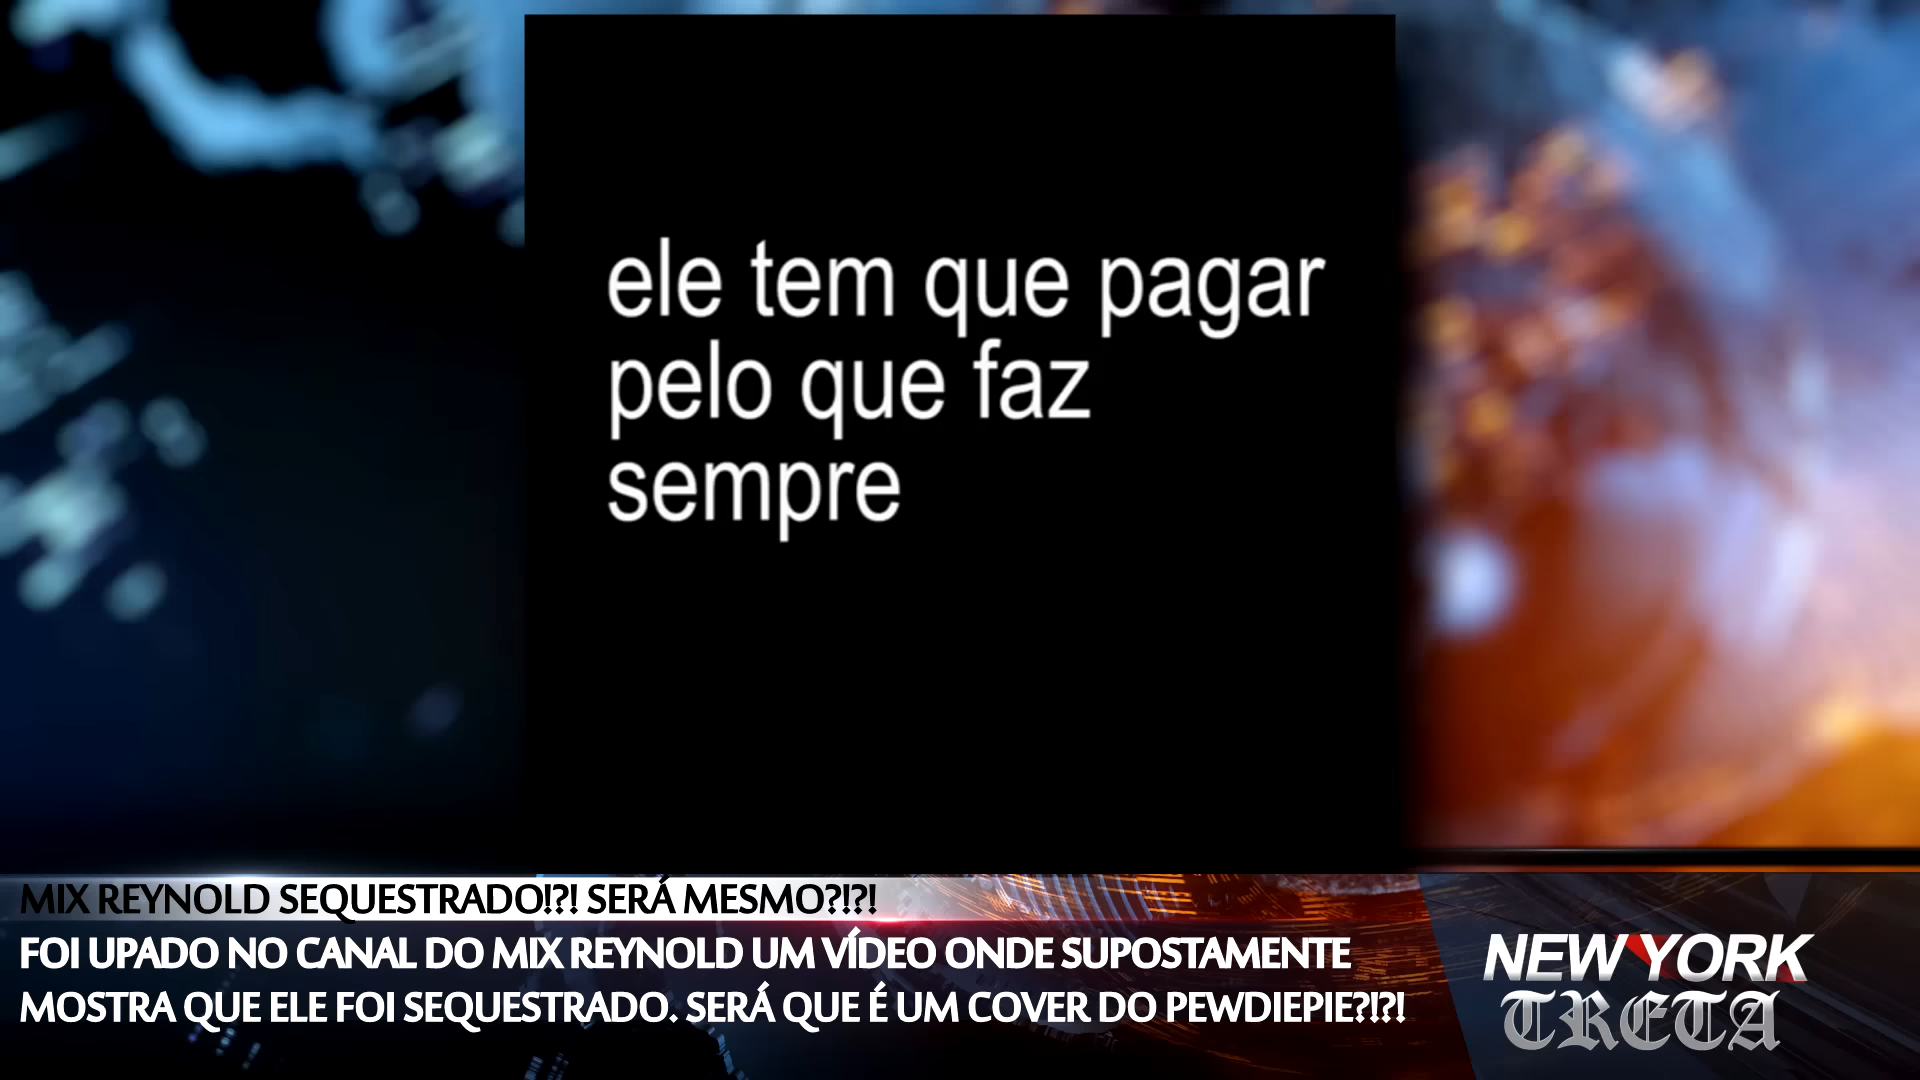 ele tem que pagar
pelo que faz
sempre
MIX REYNOLD SEQUESTRADO!?! SERÁ MESMO?!?!
FOI UPADO NO CANAL DO MIX REYNOLD UM VÍDEO ONDE SUPOSTAMENTE
MOSTRA QUE ELE FOI SEQUESTRADO. SERÁ QUE É UM COVER DO PEWDIEPIE?!?!
NEW YORK
TRETA